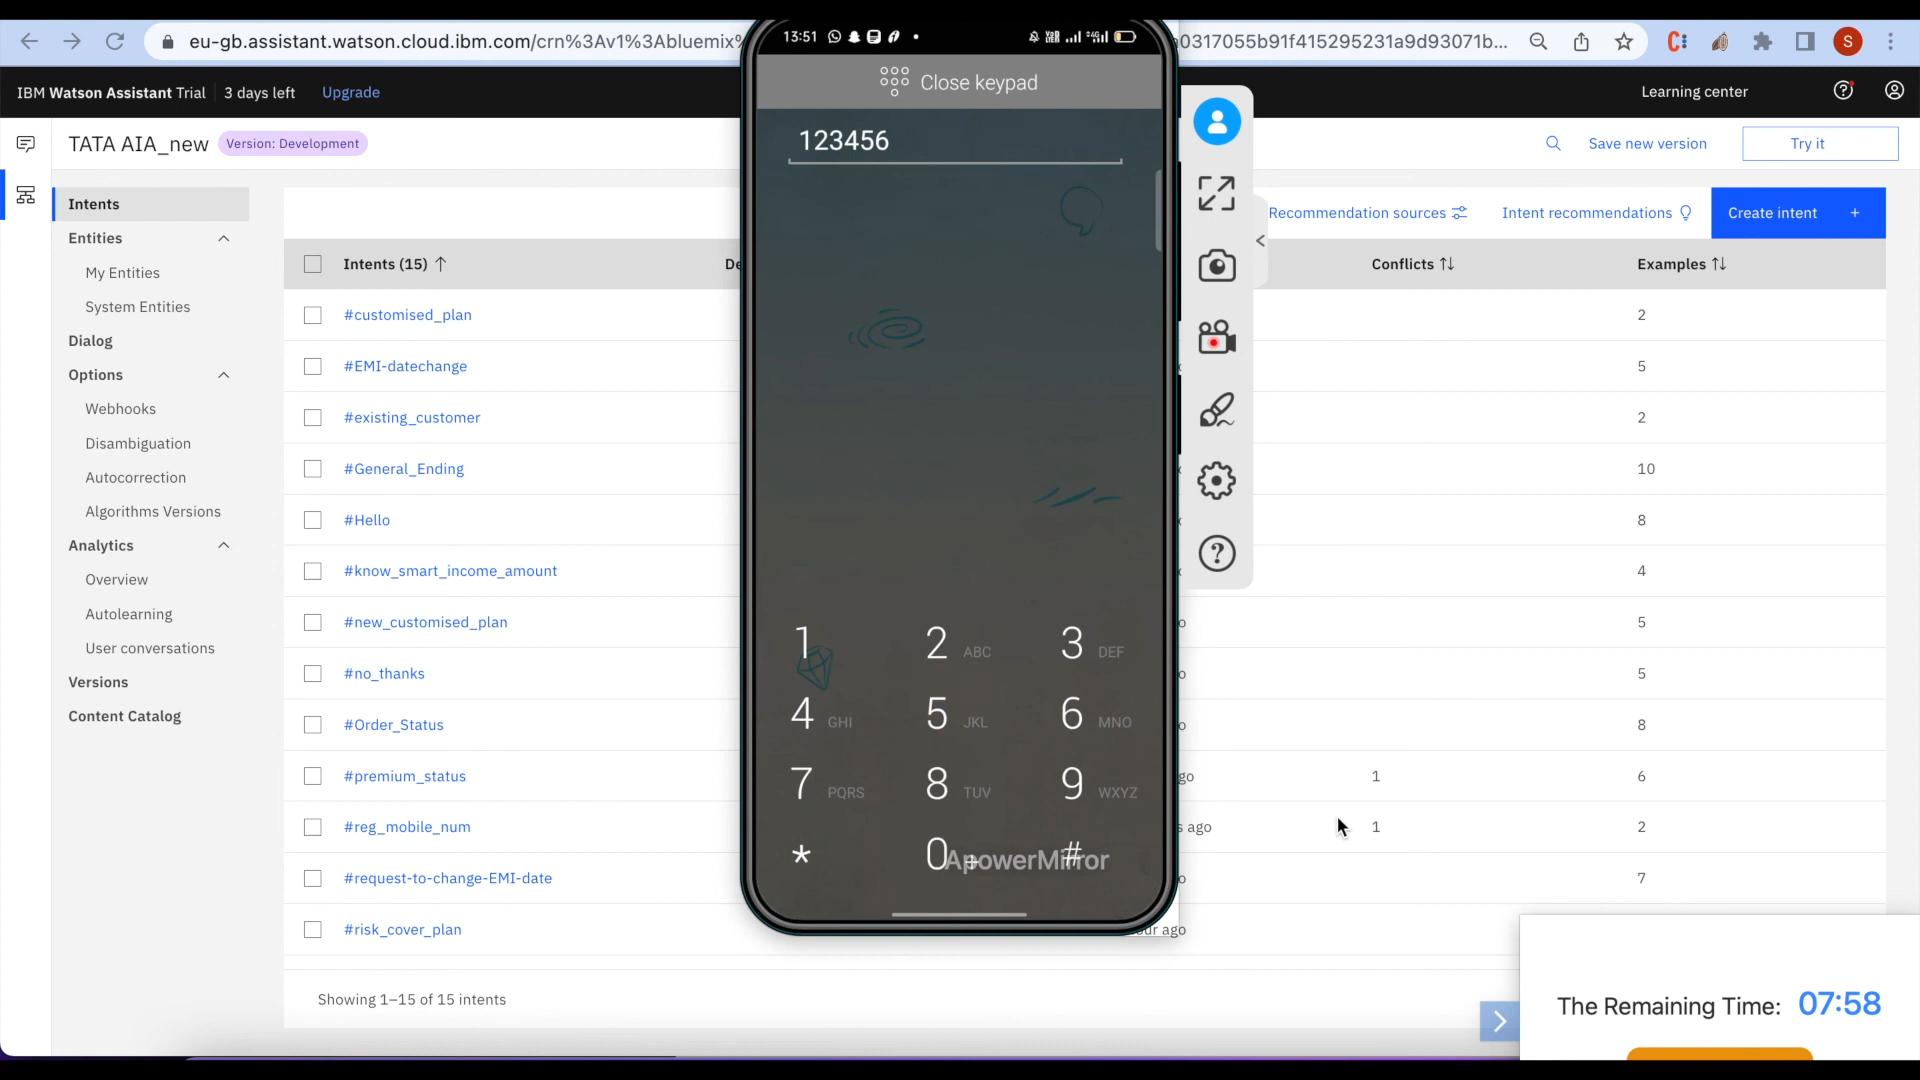 eu-gb.assistant.watson.cloud.ibm.com/crn%3Av1%3Abluemix%
a0317055b91f415295231a9d93071b...
S
IBM Watson Assistant Trial
3 days left
Upgrade
Learning center
TATA AIA_new
Version: Development
Save new version
Try it
Intents
Entities
My Entities
System Entities
Dialog
Options
Webhooks
Disambiguation
Autocorrection
Algorithms Versions
Analytics
Overview
Autolearning
User conversations
Versions
Content Catalog
Recommendation sources
Intent recommendations
Create intent +
Intents (15) ↑
De
Conflicts
Examples
#customised_plan
2
#EMI-datechange
5
#existing_customer
2
#General_Ending
10
#Hello
8
#know_smart_income_amount
4
#new_customised_plan
o
5
#no_thanks
o
5
#Order_Status
o
8
#premium_status
go
1
6
#reg_mobile_num
s ago
1
2
#request-to-change-EMI-date
o
7
#risk_cover_plan
our ago
Showing 1–15 of 15 intents
13:51
Close keypad
123456
1
2 ABC
3 DEF
4 GHI
5 JKL
6 MNO
7 PQRS
8 TUV
9 WXYZ
*
0 +
#
ApowerMirror
The Remaining Time: 07:58